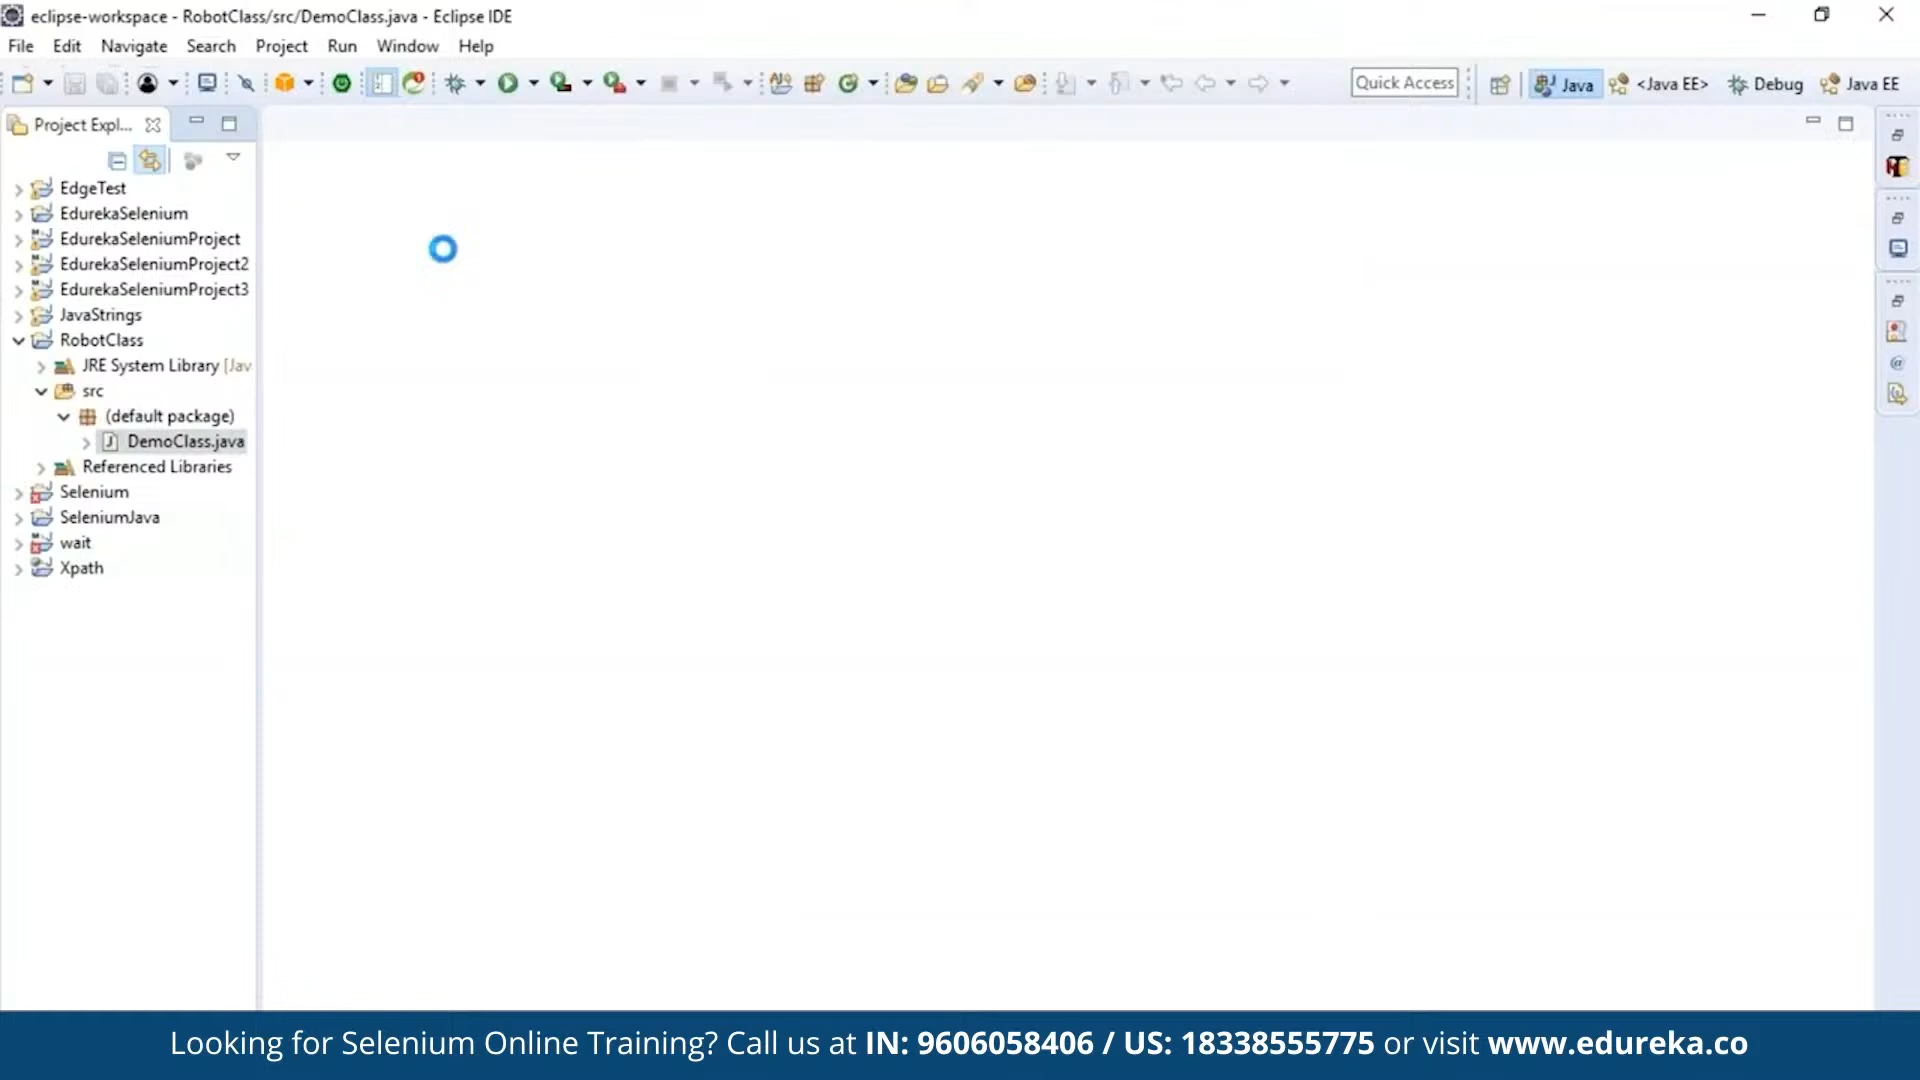 eclipse-workspace - RobotClass/src/DemoClass.java - Eclipse IDE
File Edit Navigate Search Project Run Window Help
Quick Access Java <Java EE> Debug Java EE
Project Expl...
EdgeTest
EdurekaSelenium
EdurekaSeleniumProject
EdurekaSeleniumProject2
EdurekaSeleniumProject3
JavaStrings
RobotClass
JRE System Library [Jav
src
(default package)
DemoClass.java
Referenced Libraries
Selenium
SeleniumJava
wait
Xpath
Looking for Selenium Online Training? Call us at IN: 9606058406 / US: 18338555775 or visit www.edureka.co